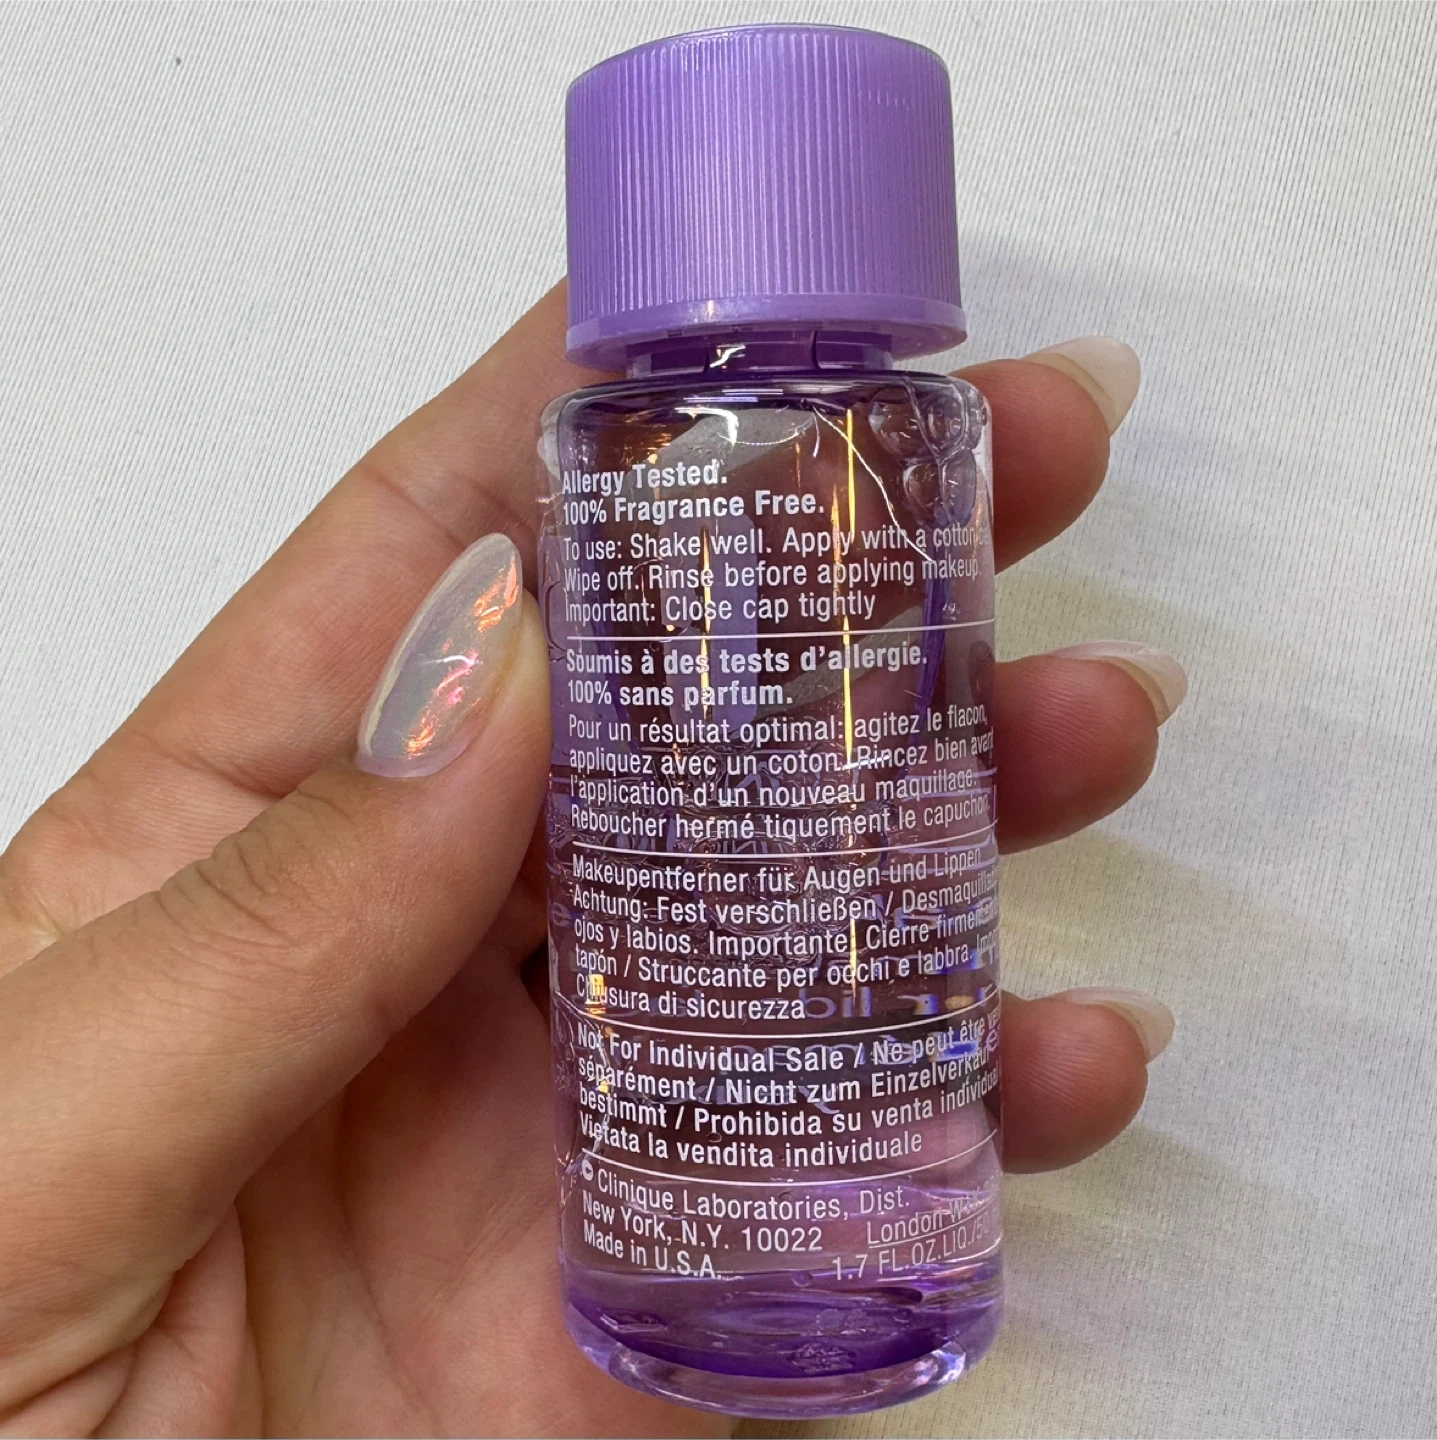 Allergy Tested.
100% Fragrance Free.
To use: Shake well. Apply with a cotton
Wipe off. Rinse before applying makeup.
Important: Close cap tightly
Soumis à des tests d'allergie.
100% sans parfum.
Pour un résultat optimal: agitez le flacon,
appliquez avec un coton. Rincez bien avant
l'application d'un nouveau maquillage.
Reboucher hermétiquement le capuchon.
Makeupentferner für Augen und Lippen
Achtung: Fest verschließen / Desmaquilla
ojos y labios. Importante: Cierre firmemen
tapón / Struccante per occhi e labbra.
Chiusura di sicurezza
Not For Individual Sale / Ne peut être
séparément / Nicht zum Einzelverkauf
bestimmt / Prohibida su venta individual
Vietata la vendita individuale
© Clinique Laboratories, Dist.
New York, N.Y. 10022 London
Made in U.S.A. 1.7 FL.OZ.LIQ./